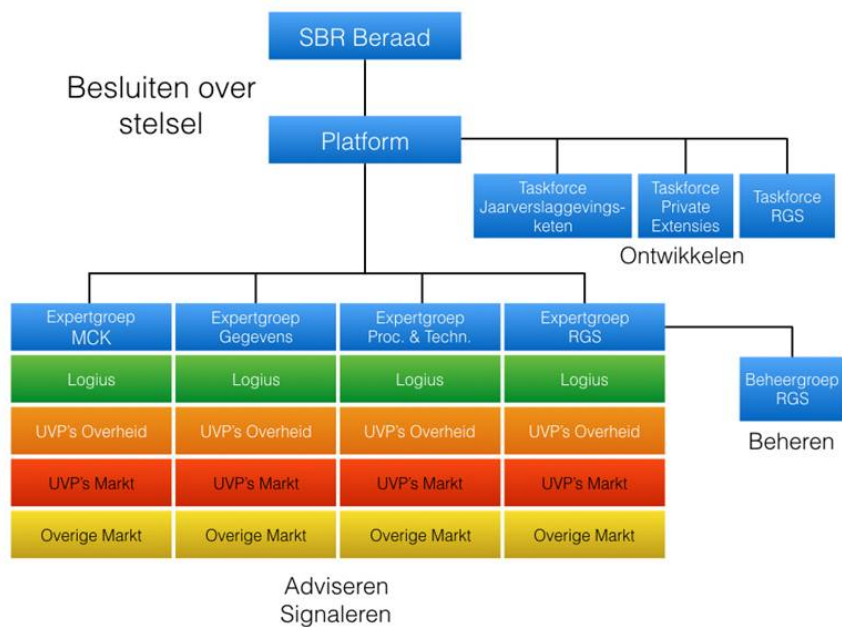 SBR Beraad
Besluiten over
stelsel
Platform
Taskforce
Jaarverslaggevings-
keten
Taskforce
Private
Extensies
Taskforce
RGS
Ontwikkelen
Expertgroep
MCK
Expertgroep
Gegevens
Expertgroep
Proc. & Techn.
Expertgroep
RGS
Logius
Logius
Logius
Logius
Beheergroep
RGS
UVP's Overheid
UVP's Overheid
UVP's Overheid
UVP's Overheid
Beheren
UVP's Markt
UVP's Markt
UVP's Markt
UVP's Markt
Overige Markt
Overige Markt
Overige Markt
Overige Markt
Adviseren
Signaleren